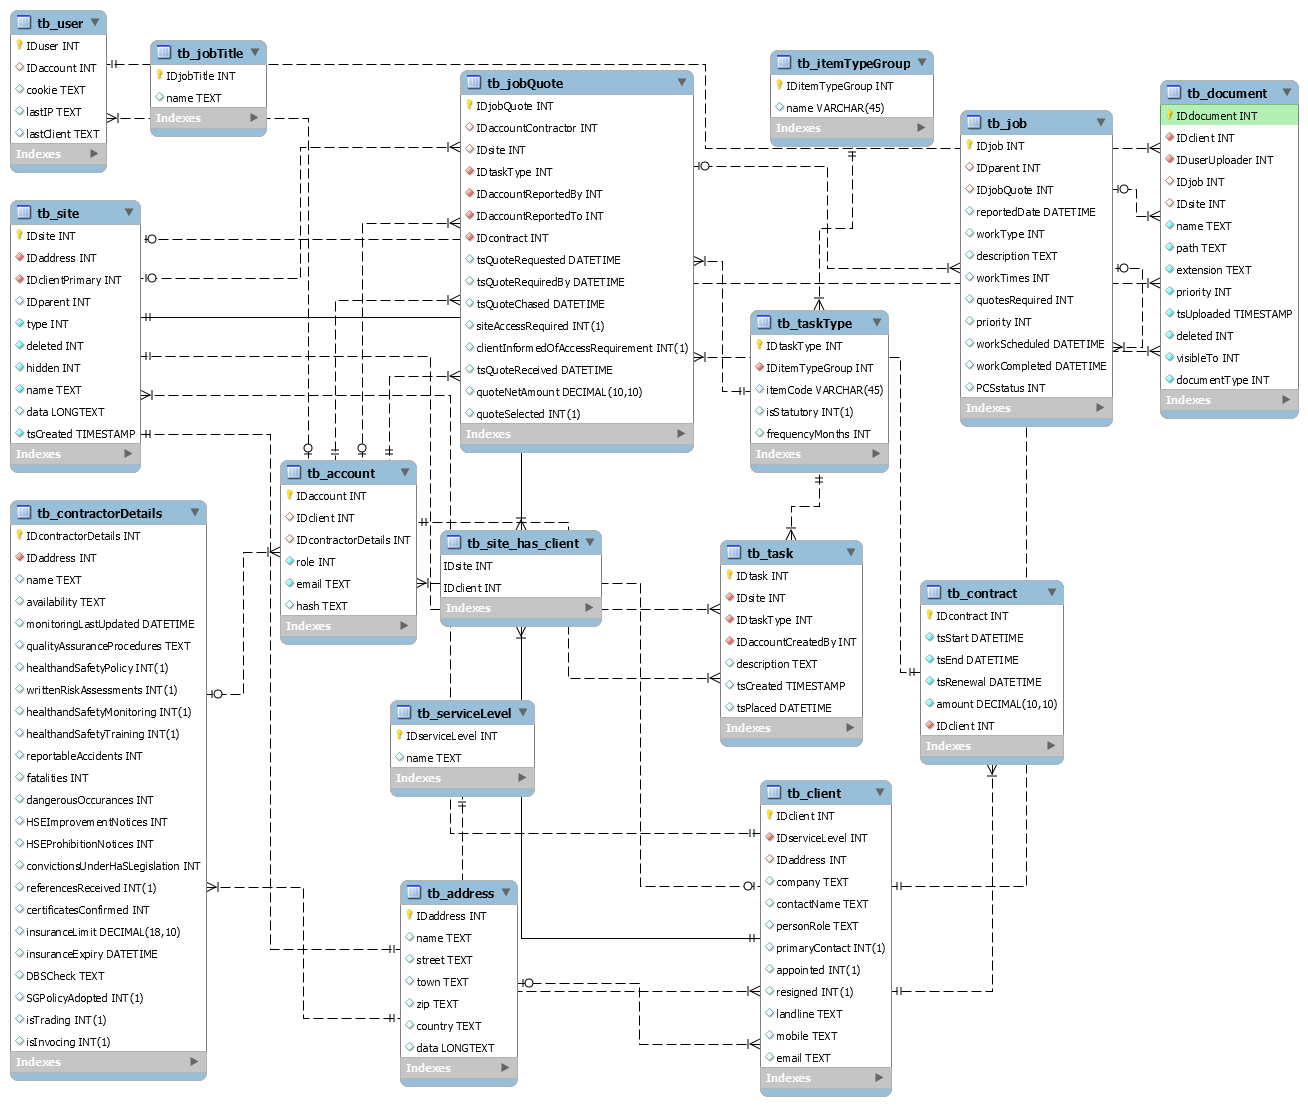 tb_user
IDuser INT
IDaccount INT
cookie TEXT
lastIP TEXT
lastClient TEXT
Indexes
tb_jobTitle
IDjobTitle INT
name TEXT
Indexes
tb_jobQuote
IDjobQuote INT
IDaccountContractor INT
IDsite INT
IDtaskType INT
IDaccountReportedBy INT
IDaccountReportedTo INT
IDcontract INT
tsQuoteRequested DATETIME
tsQuoteRequiredBy DATETIME
tsQuoteChased DATETIME
siteAccessRequired INT(1)
clientInformedOfAccessRequirement INT(1)
tsQuoteReceived DATETIME
quoteNetAmount DECIMAL(10,10)
quoteSelected INT(1)
Indexes
tb_itemTypeGroup
IDitemTypeGroup INT
name VARCHAR(45)
Indexes
tb_job
IDjob INT
IDparent INT
IDjobQuote INT
reportedDate DATETIME
workType INT
description TEXT
workTimes INT
quotesRequired INT
priority INT
workScheduled DATETIME
workCompleted DATETIME
PCSstatus INT
Indexes
tb_document
IDdocument INT
IDclient INT
IDuserUploader INT
IDjob INT
IDsite INT
name TEXT
path TEXT
extension TEXT
priority INT
tsUploaded TIMESTAMP
deleted INT
visibleTo INT
documentType INT
Indexes
tb_site
IDsite INT
IDaddress INT
IDclientPrimary INT
IDparent INT
type INT
deleted INT
hidden INT
name TEXT
data LONGTEXT
tsCreated TIMESTAMP
Indexes
tb_taskType
IDtaskType INT
IDitemTypeGroup INT
itemCode VARCHAR(45)
isStatutory INT(1)
frequencyMonths INT
Indexes
tb_account
IDaccount INT
IDclient INT
IDcontractorDetails INT
role INT
email TEXT
hash TEXT
Indexes
tb_contractorDetails
IDcontractorDetails INT
IDaddress INT
name TEXT
availability TEXT
monitoringLastUpdated DATETIME
qualityAssuranceProcedures TEXT
healthandSafetyPolicy INT(1)
writtenRiskAssessments INT(1)
healthandSafetyMonitoring INT(1)
healthandSafetyTraining INT(1)
reportableAccidents INT
fatalities INT
dangerousOccurances INT
HSEImprovementNotices INT
HSEProhibitionNotices INT
convictionsUnderHaSLegislation INT
referencesReceived INT(1)
certificatesConfirmed INT
insuranceLimit DECIMAL(18,10)
insuranceExpiry DATETIME
DBSCheck TEXT
SGPolicyAdopted INT(1)
isTrading INT(1)
isInvocing INT(1)
Indexes
tb_site_has_client
IDsite INT
IDclient INT
Indexes
tb_task
IDtask INT
IDsite INT
IDtaskType INT
IDaccountCreatedBy INT
description TEXT
tsCreated TIMESTAMP
tsPlaced DATETIME
Indexes
tb_contract
IDcontract INT
tsStart DATETIME
tsEnd DATETIME
tsRenewal DATETIME
amount DECIMAL(10,10)
IDclient INT
Indexes
tb_serviceLevel
IDserviceLevel INT
name TEXT
Indexes
tb_client
IDclient INT
IDserviceLevel INT
IDaddress INT
company TEXT
contactName TEXT
personRole TEXT
primaryContact INT(1)
appointed INT(1)
resigned INT(1)
landline TEXT
mobile TEXT
email TEXT
Indexes
tb_address
IDaddress INT
name TEXT
street TEXT
town TEXT
zip TEXT
country TEXT
data LONGTEXT
Indexes